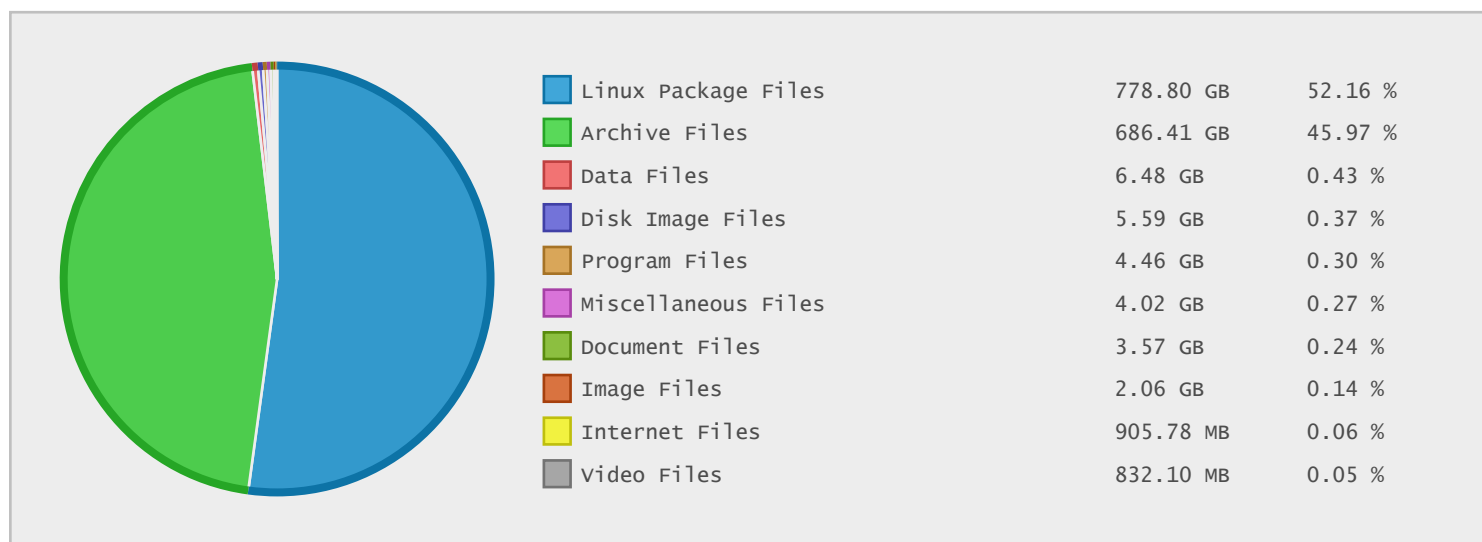 Linux Package Files 778.80 GB 52.16 %
Archive Files 686.41 GB 45.97 %
Data Files 6.48 GB 0.43 %
Disk Image Files 5.59 GB 0.37 %
Program Files 4.46 GB 0.30 %
Miscellaneous Files 4.02 GB 0.27 %
Document Files 3.57 GB 0.24 %
Image Files 2.06 GB 0.14 %
Internet Files 905.78 MB 0.06 %
Video Files 832.10 MB 0.05 %